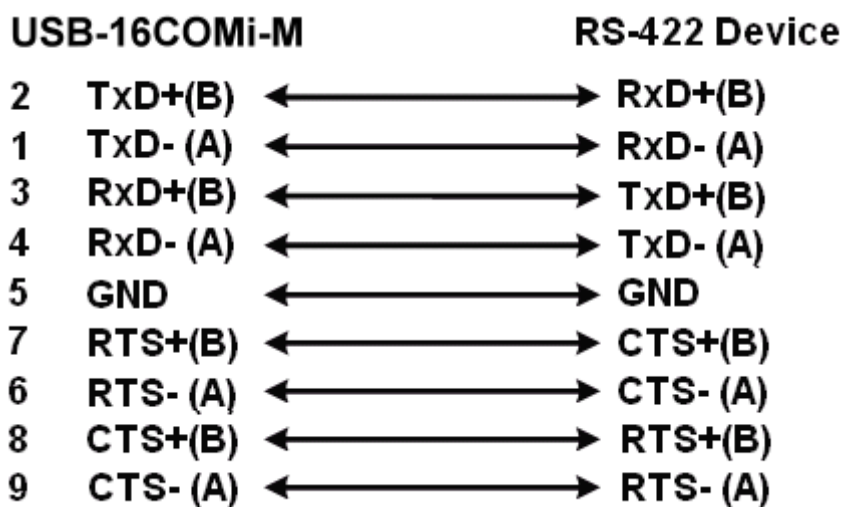 USB-16COMi-M RS-422 Device
2 TxD+(B) RxD+(B)
1 TxD- (A) RxD- (A)
3 RxD+(B) TxD+(B)
4 RxD- (A) TxD- (A)
5 GND GND
7 RTS+(B) CTS+(B)
6 RTS- (A) CTS- (A)
8 CTS+(B) RTS+(B)
9 CTS- (A) RTS- (A)